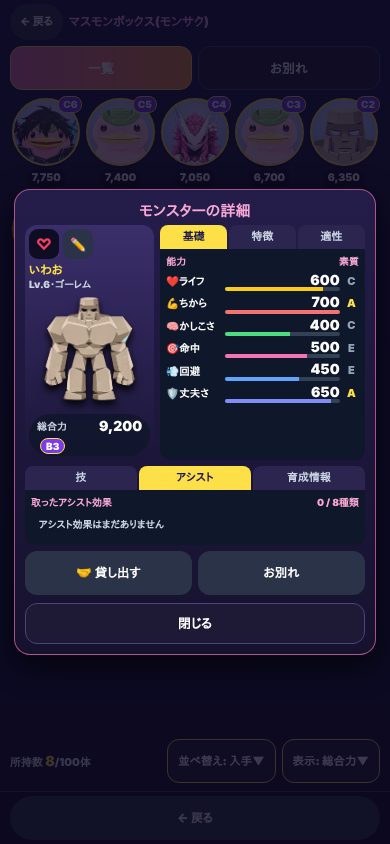 ← 戻る
マスモンボックス(モンサク)
一覧
お別れ
C6
C5
C4
C3
C2
7,750
7,400
7,050
6,700
6,350
モンスターの詳細
いわお
Lv.6・ゴーレム
総合力 9,200
B3
基礎
特徴
適性
能力 素質
ライフ 600 C
ちから 700 A
かしこさ 400 C
命中 500 E
回避 450 E
丈夫さ 650 A
技
アシスト
育成情報
取ったアシスト効果 0 / 8種類
アシスト効果はまだありません
貸し出す
お別れ
閉じる
所持数 8/100体
並べ替え: 入手▼
表示: 総合力▼
← 戻る